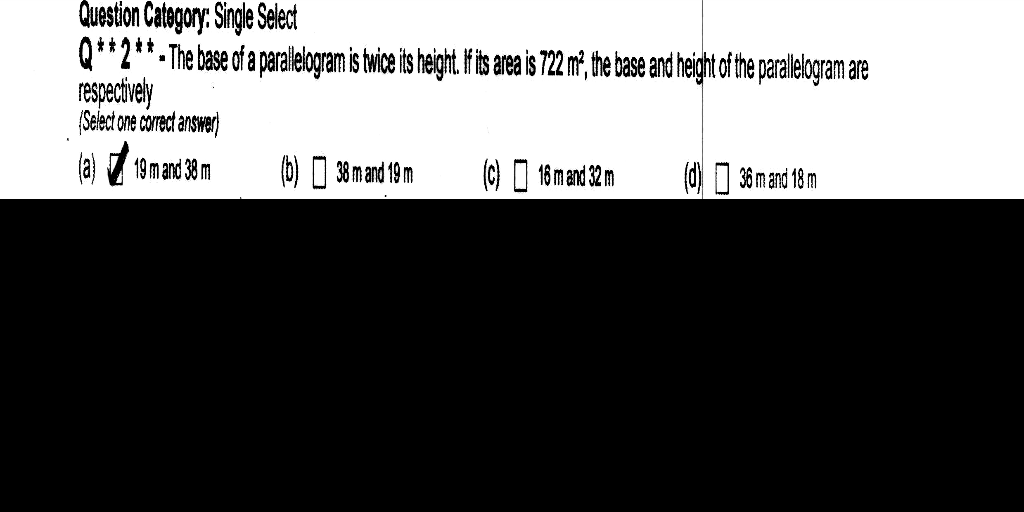 Question Category: Single Select
Q * * 2 * * - The base of a parallelogram is twice its height. If its area is 722 m², the base and height of the parallelogram are
respectively
(Select one correct answer)
(a) 19 m and 38 m (b) 38 m and 19 m (c) 16 m and 32 m (d) 36 m and 18 m